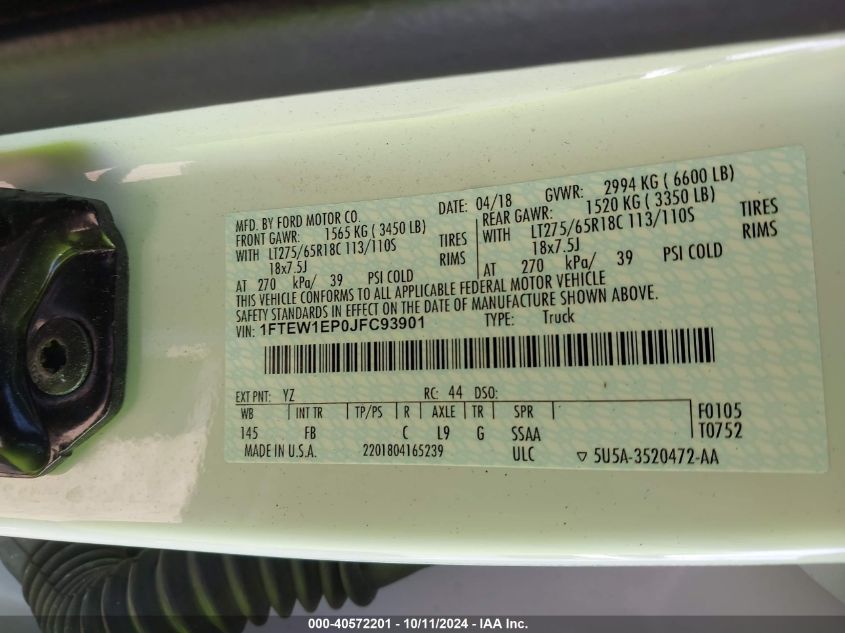 MFD. BY FORD MOTOR CO. DATE: 04/18 GVWR: 2994 KG ( 6600 LB)
FRONT GAWR: 1565 KG ( 3450 LB) REAR GAWR: 1520 KG ( 3350 LB)
WITH LT275/65R18C 113/110S TIRES WITH LT275/65R18C 113/110S TIRES
18x7.5J RIMS 18x7.5J RIMS
AT 270 kPa/ 39 PSI COLD AT 270 kPa/ 39 PSI COLD
THIS VEHICLE CONFORMS TO ALL APPLICABLE FEDERAL MOTOR VEHICLE
SAFETY STANDARDS IN EFFECT ON THE DATE OF MANUFACTURE SHOWN ABOVE.
VIN: 1FTEW1EP0JFC93901 TYPE: Truck
EXT PNT: YZ RC: 44 DSO:
WB INT TR TP/PS R AXLE TR SPR F0105
145 FB C L9 G SSAA T0752
MADE IN U.S.A. 2201804165239 ULC ▽ 5U5A-3520472-AA
000-40572201 - 10/11/2024 - IAA Inc.